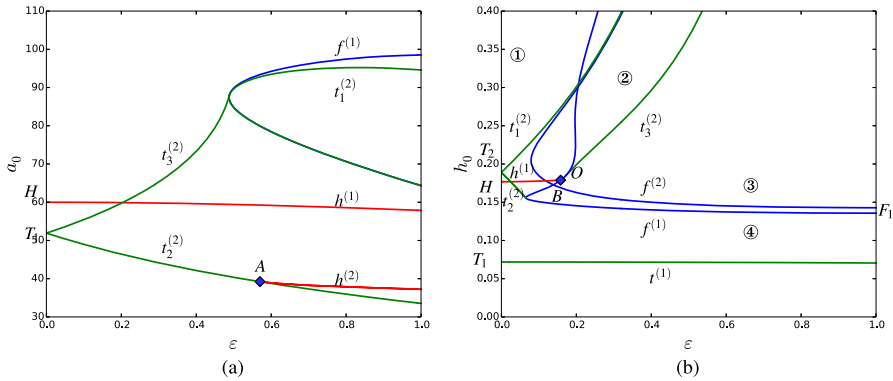 110
100
90
80
70
60
50
40
30
a₀
H
T₃
f⁽¹⁾
t₁⁽²⁾
t₃⁽²⁾
h⁽¹⁾
t₂⁽²⁾
A
h⁽²⁾
0.0 0.2 0.4 0.6 0.8 1.0
ε
(a)
0.40
0.35
0.30
0.25
0.20
0.15
0.10
0.05
0.00
h₀
①
②
t₁⁽²⁾
t₃⁽²⁾
T₂
h⁽¹⁾
O
H
B
t₂⁽²⁾
f⁽²⁾
③
F₁
f⁽¹⁾
④
T₁
t⁽¹⁾
0.0 0.2 0.4 0.6 0.8 1.0
ε
(b)